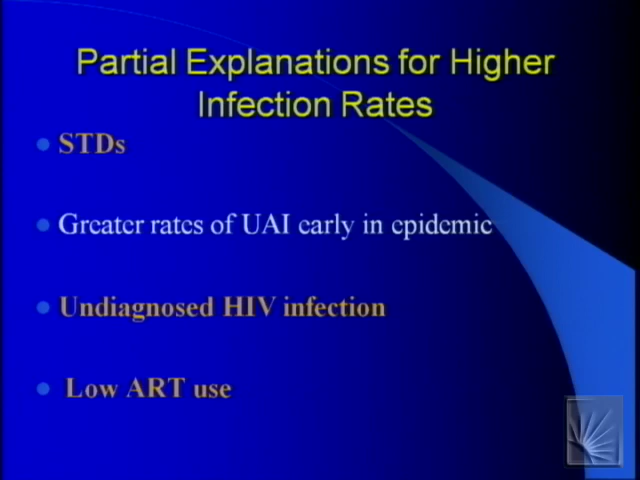 Partial Explanations for Higher
Infection Rates
STDs
Greater rates of UAI early in epidemic
Undiagnosed HIV infection
Low ART use